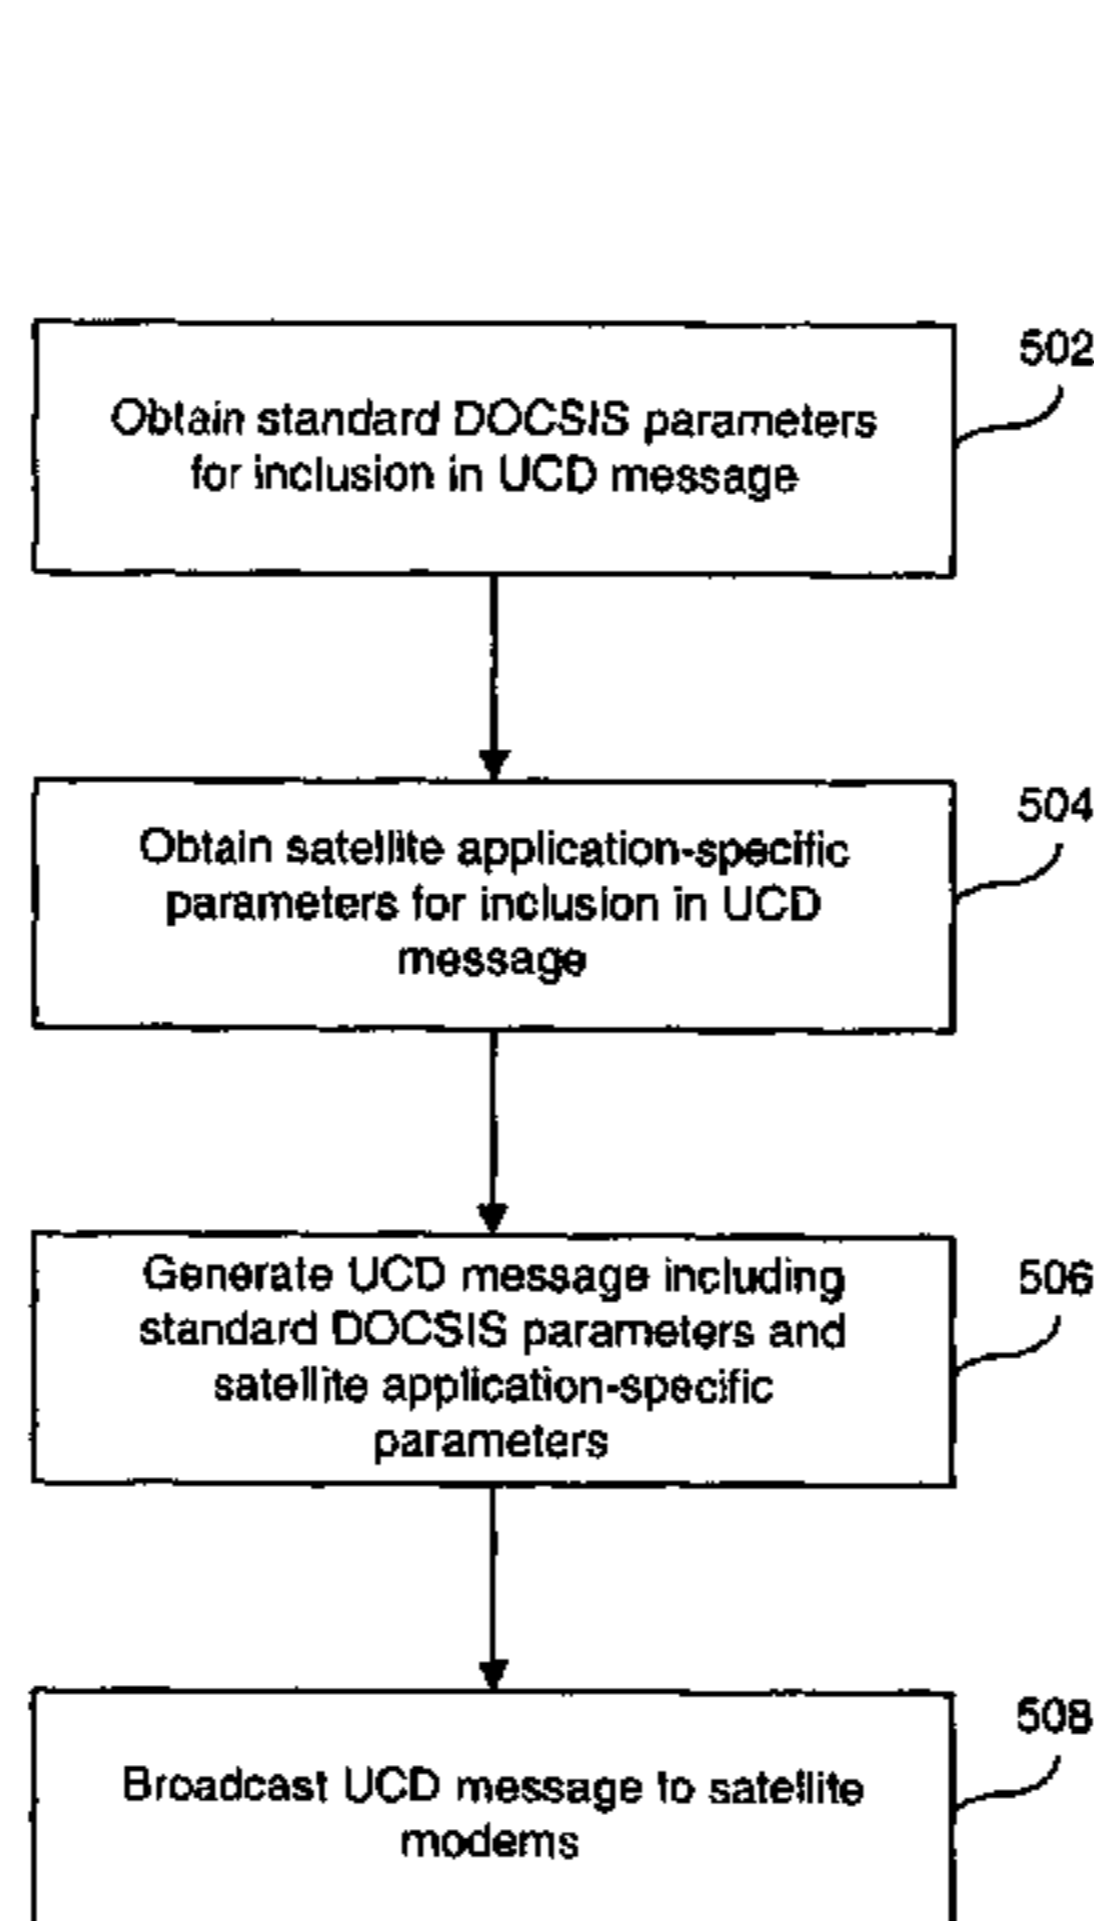 502
Obtain standard DOCSIS parameters
for inclusion in UCD message
504
Obtain satellite application-specific
parameters for inclusion in UCD
message
506
Generate UCD message including
standard DOCSIS parameters and
satellite application-specific
parameters
508
Broadcast UCD message to satellite
modems